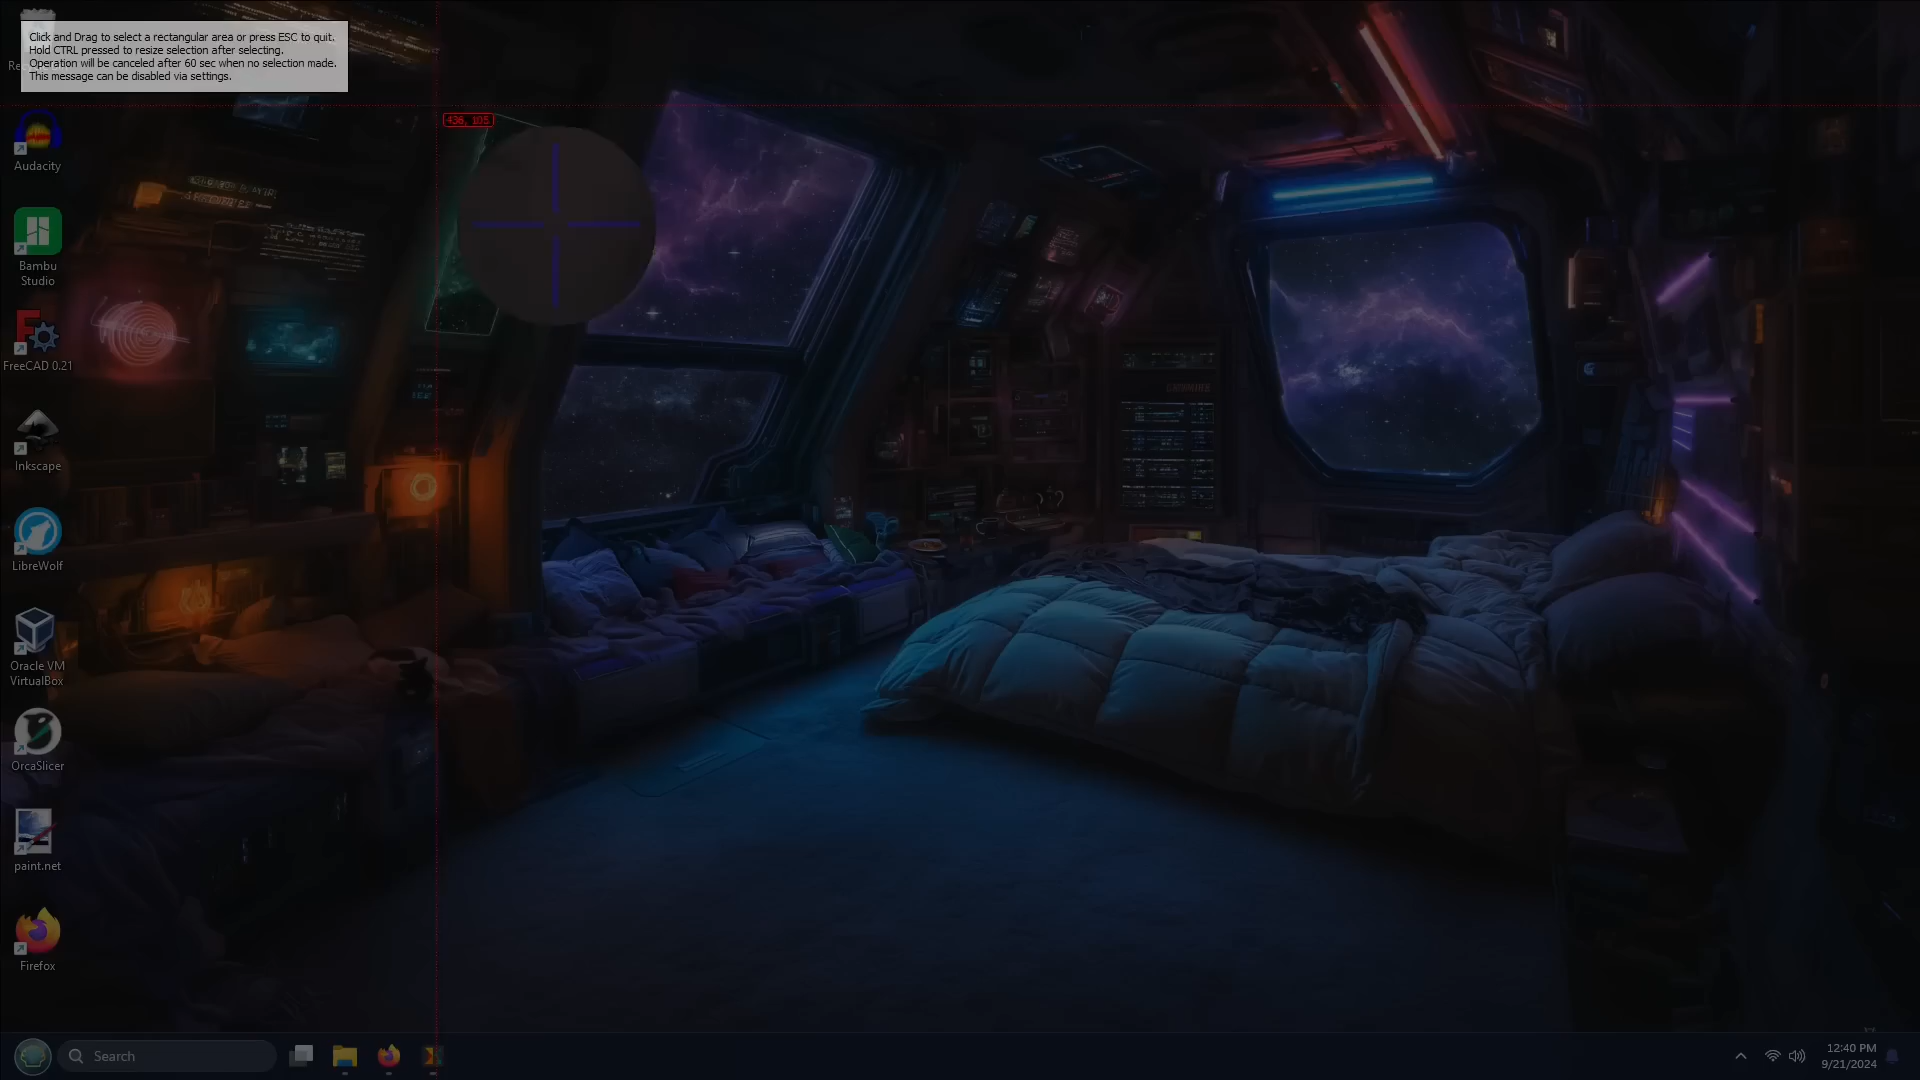 Click and Drag to select a rectangular area or press ESC to quit.
Hold CTRL pressed to resize selection after selecting.
Operation will be canceled after 60 sec when no selection made.
This message can be disabled via settings.
436, 105
Audacity
Bambu
Studio
FreeCAD 0.21
Inkscape
LibreWolf
Oracle VM
VirtualBox
OrcaSlicer
paint.net
Firefox
Search
12:40 PM
9/21/2024